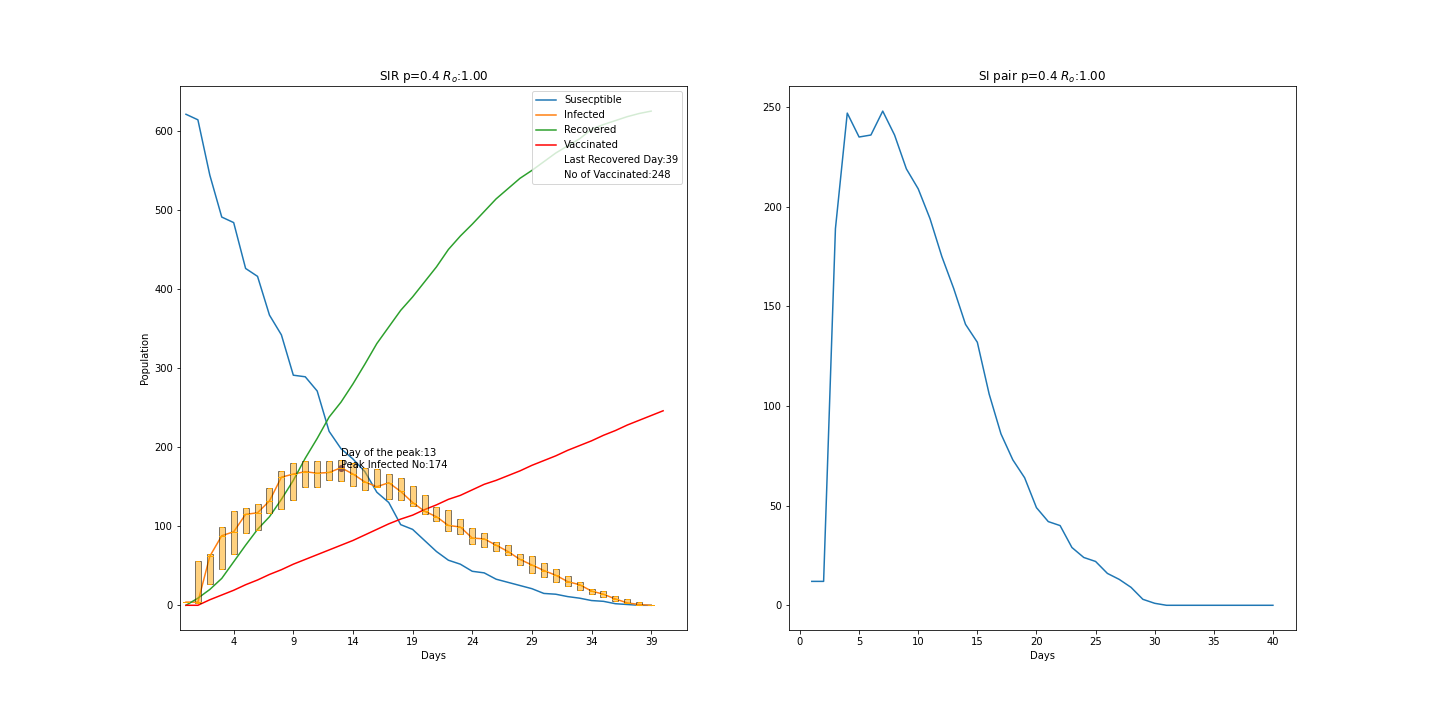 SIR p=0.4 Rₒ:1.00
Susecptible
Infected
Recovered
Vaccinated
Last Recovered Day:39
No of Vaccinated:248
600
500
400
300
200
100
0
Population
Day of the peak:13
Peak Infected No:174
4 9 14 19 24 29 34 39
Days
SI pair p=0.4 Rₒ:1.00
250
200
150
100
50
0
0 5 10 15 20 25 30 35 40
Days